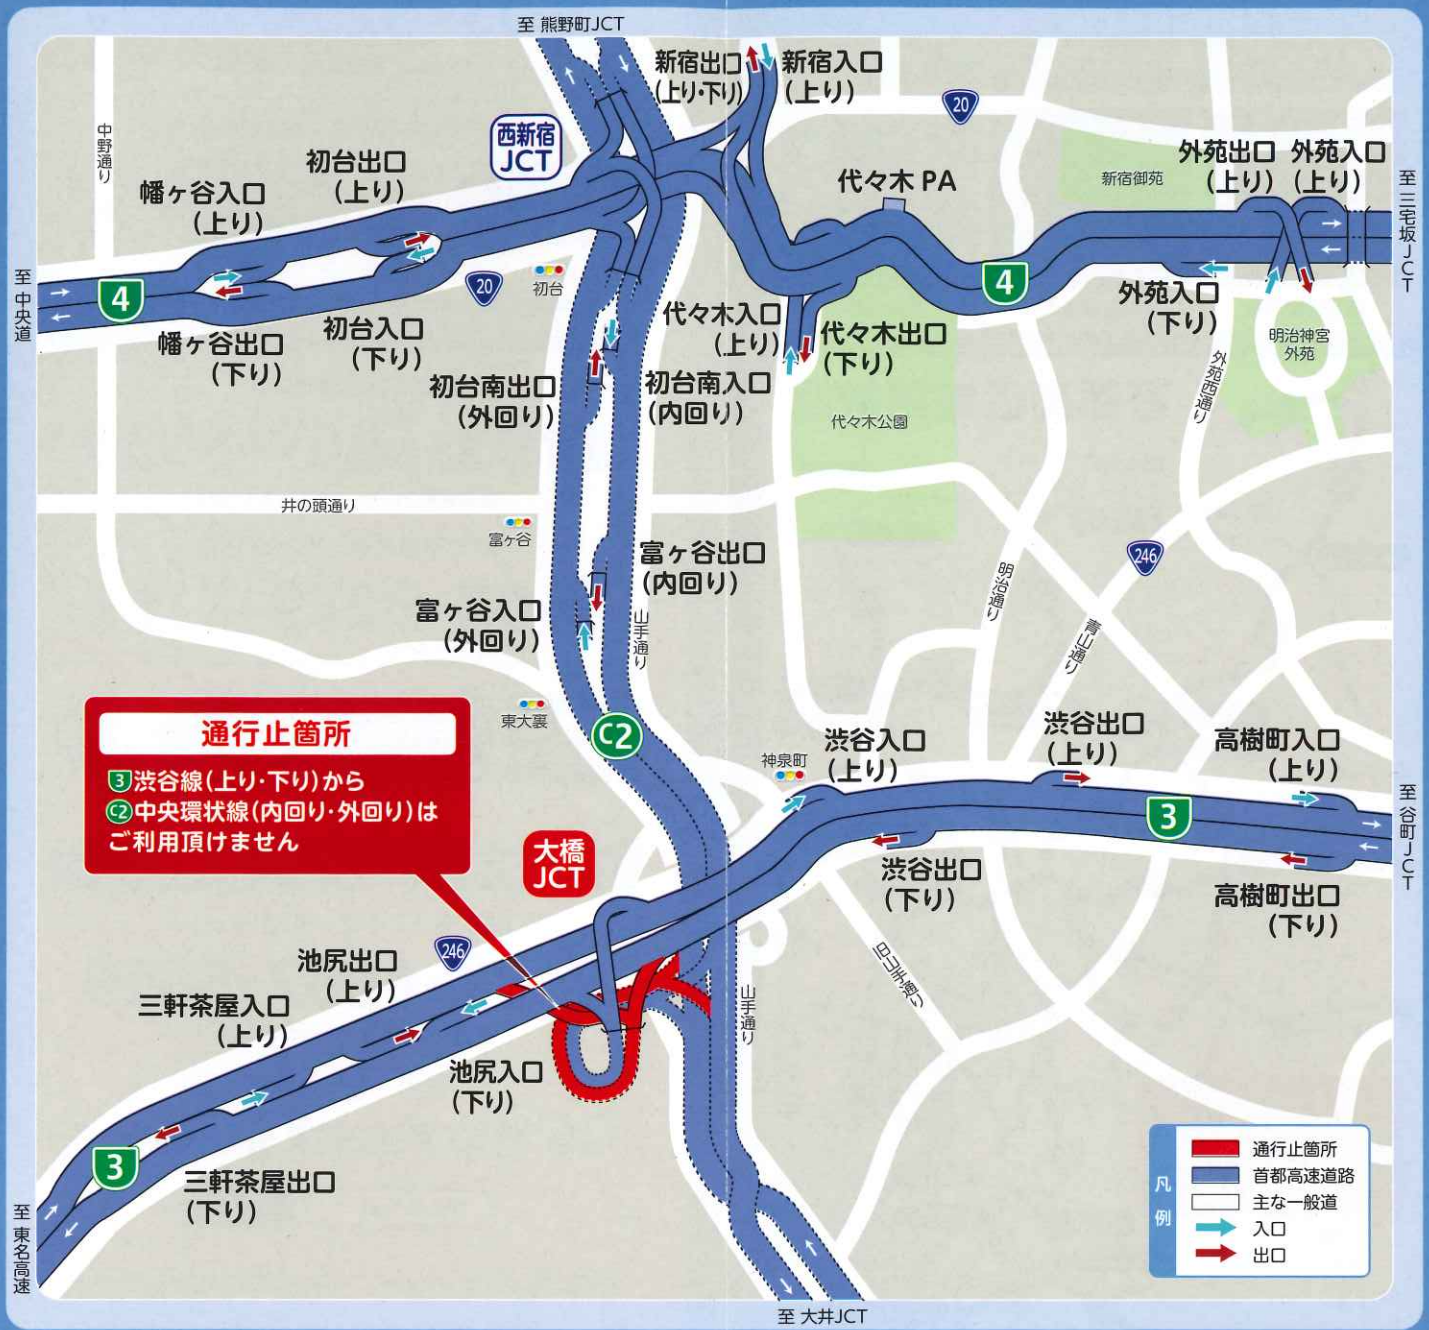 至 熊野町JCT
新宿出口
(上り・下り)
新宿入口
(上り)
20
中野通り
西新宿
JCT
初台出口
(上り)
幡ヶ谷入口
(上り)
代々木 PA
新宿御苑
外苑出口
(上り)
外苑入口
(上り)
至 三宅坂JCT
至 中央道
4
20
初台
4
幡ヶ谷出口
(下り)
初台入口
(下り)
代々木入口
(上り)
代々木出口
(下り)
外苑入口
(下り)
明治神宮
外苑
外苑西通り
初台南出口
(外回り)
初台南入口
(内回り)
代々木公園
井の頭通り
富ヶ谷
富ヶ谷出口
(内回り)
246
明治通り
富ヶ谷入口
(外回り)
山手通り
青山通り
東大裏
C2
通行止箇所
3渋谷線(上り・下り)から
C2中央環状線(内回り・外回り)は
ご利用頂けません
神泉町
渋谷入口
(上り)
渋谷出口
(上り)
高樹町入口
(上り)
3
至 谷町JCT
大橋
JCT
渋谷出口
(下り)
高樹町出口
(下り)
246
池尻出口
(上り)
三軒茶屋入口
(上り)
旧山手通り
山手通り
池尻入口
(下り)
3
三軒茶屋出口
(下り)
至 東名高速
凡例
通行止箇所
首都高速道路
主な一般道
入口
出口
至 大井JCT